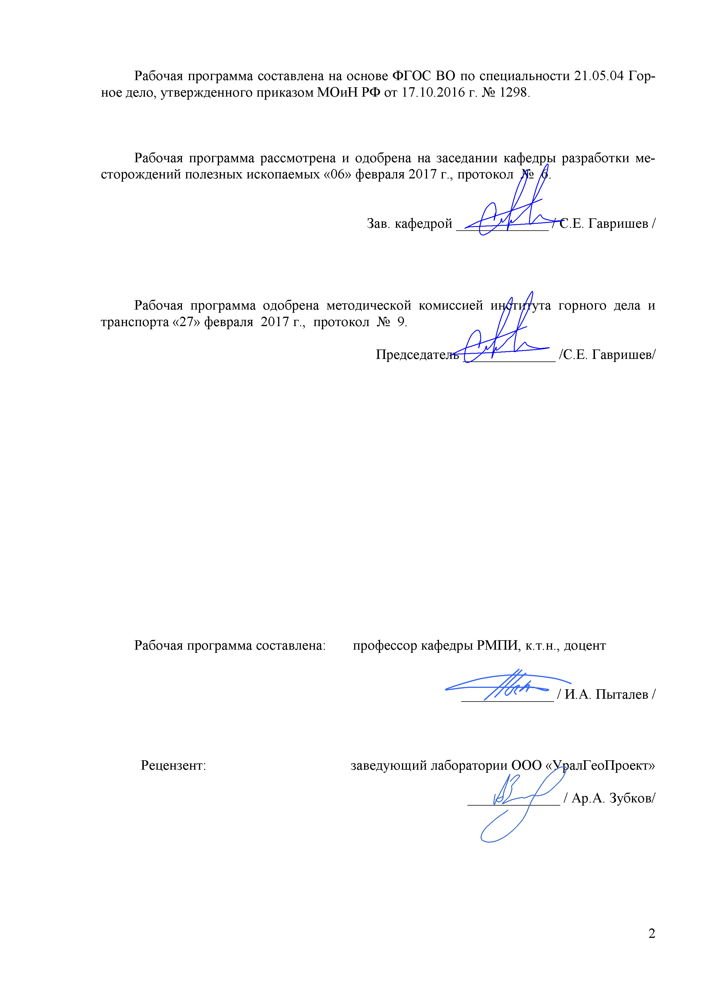 Рабочая программа составлена на основе ФГОС ВО по специальности 21.05.04 Гор-
ное дело, утвержденного приказом МОиН РФ от 17.10.2016 г. № 1298.
Рабочая программа рассмотрена и одобрена на заседании кафедры разработки ме-
сторождений полезных ископаемых «06» февраля 2017 г., протокол № 6.
Зав. кафедрой _____________ / С.Е. Гавришев /
Рабочая программа одобрена методической комиссией института горного дела и
транспорта «27» февраля 2017 г., протокол № 9.
Председатель _____________ /С.Е. Гавришев/
Рабочая программа составлена: профессор кафедры РМПИ, к.т.н., доцент
_____________ / И.А. Пыталев /
Рецензент: заведующий лаборатории ООО «УралГеоПроект»
_____________ / Ар.А. Зубков/
2